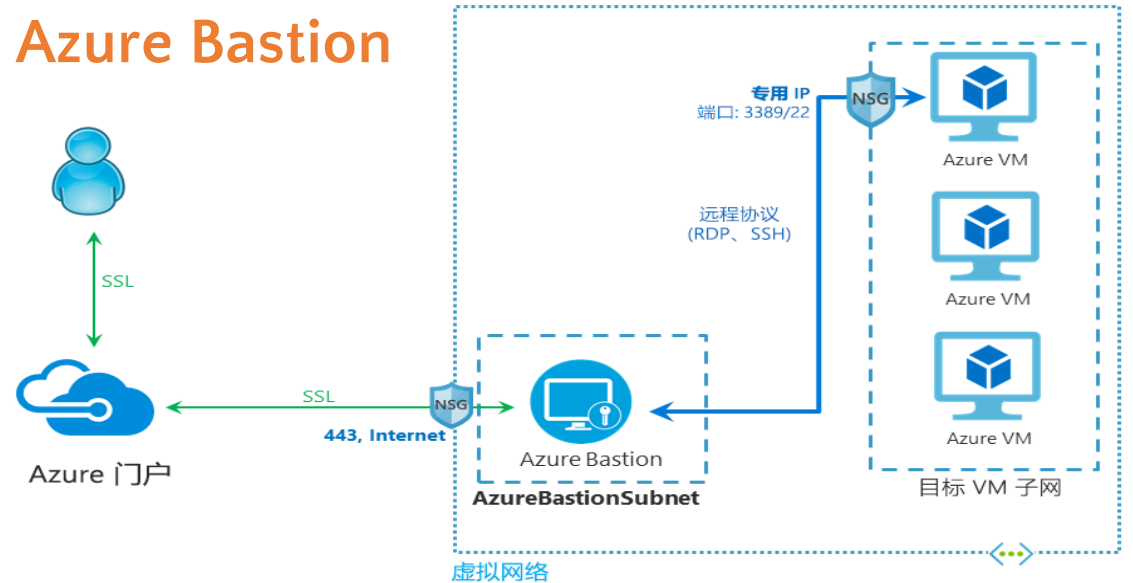 Azure Bastion
专用 IP
端口: 3389/22
NSG
Azure VM
远程协议
(RDP、SSH)
Azure VM
SSL
Azure VM
SSL
NSG
443, Internet
Azure Bastion
AzureBastionSubnet
Azure 门户
目标 VM 子网
虚拟网络